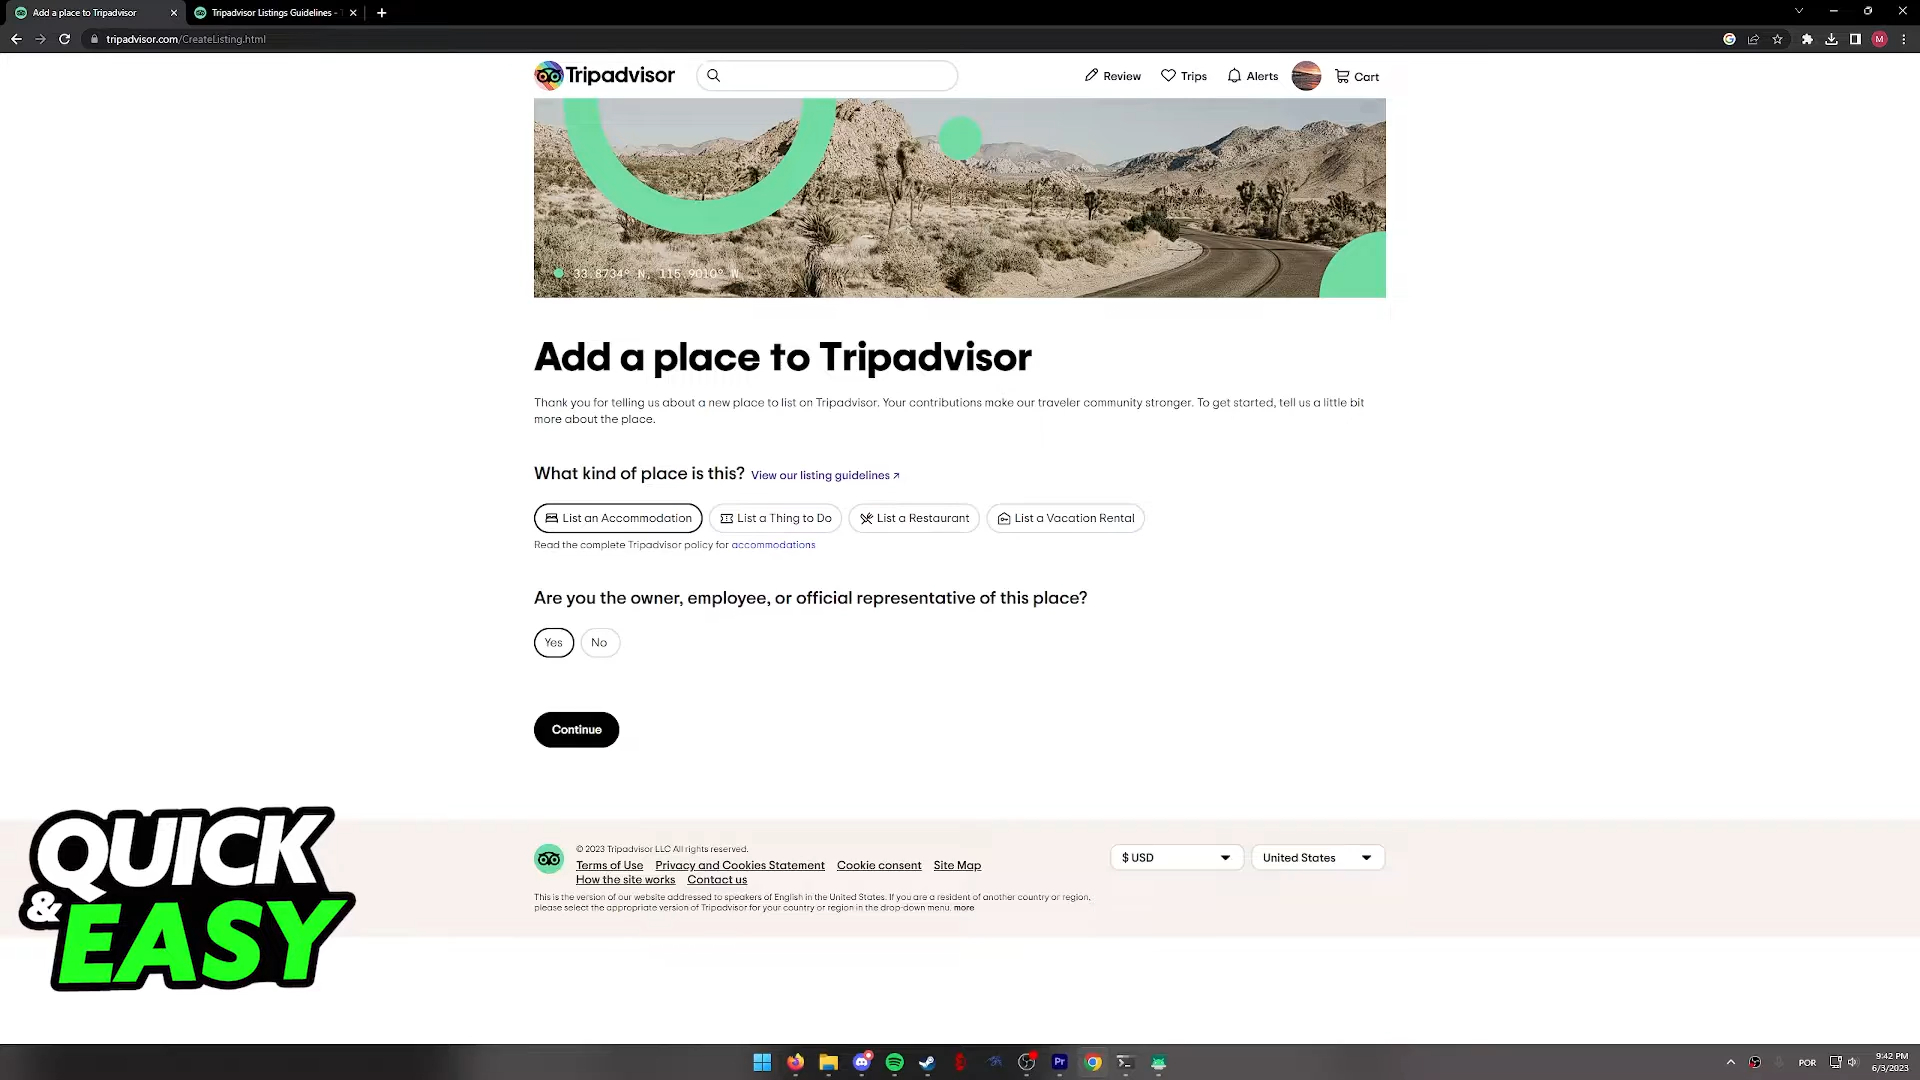 Add a place to Tripadvisor
Tripadvisor Listings Guidelines -
tripadvisor.com/CreateListing.html
M
Tripadvisor
Review
Trips
Alerts
Cart
33.8734° N, 115.9010° W
Add a place to Tripadvisor
Thank you for telling us about a new place to list on Tripadvisor. Your contributions make our traveler community stronger. To get started, tell us a little bit
more about the place.
What kind of place is this? View our listing guidelines
List an Accommodation
List a Thing to Do
List a Restaurant
List a Vacation Rental
Read the complete Tripadvisor policy for accommodations
Are you the owner, employee, or official representative of this place?
Yes
No
Continue
© 2023 Tripadvisor LLC All rights reserved.
Terms of Use Privacy and Cookies Statement Cookie consent Site Map
How the site works Contact us
This is the version of our website addressed to speakers of English in the United States. If you are a resident of another country or region,
please select the appropriate version of Tripadvisor for your country or region in the drop-down menu. more
$ USD
United States
QUICK
& EASY
Pr
POR
9:42 PM
6/3/2023